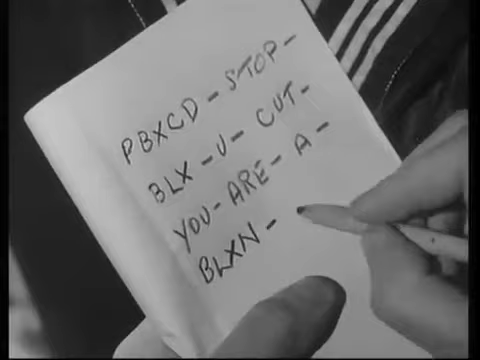 PBXCD - STOP -
BLX - U - CUT -
YOU - ARE - A -
BLXN -